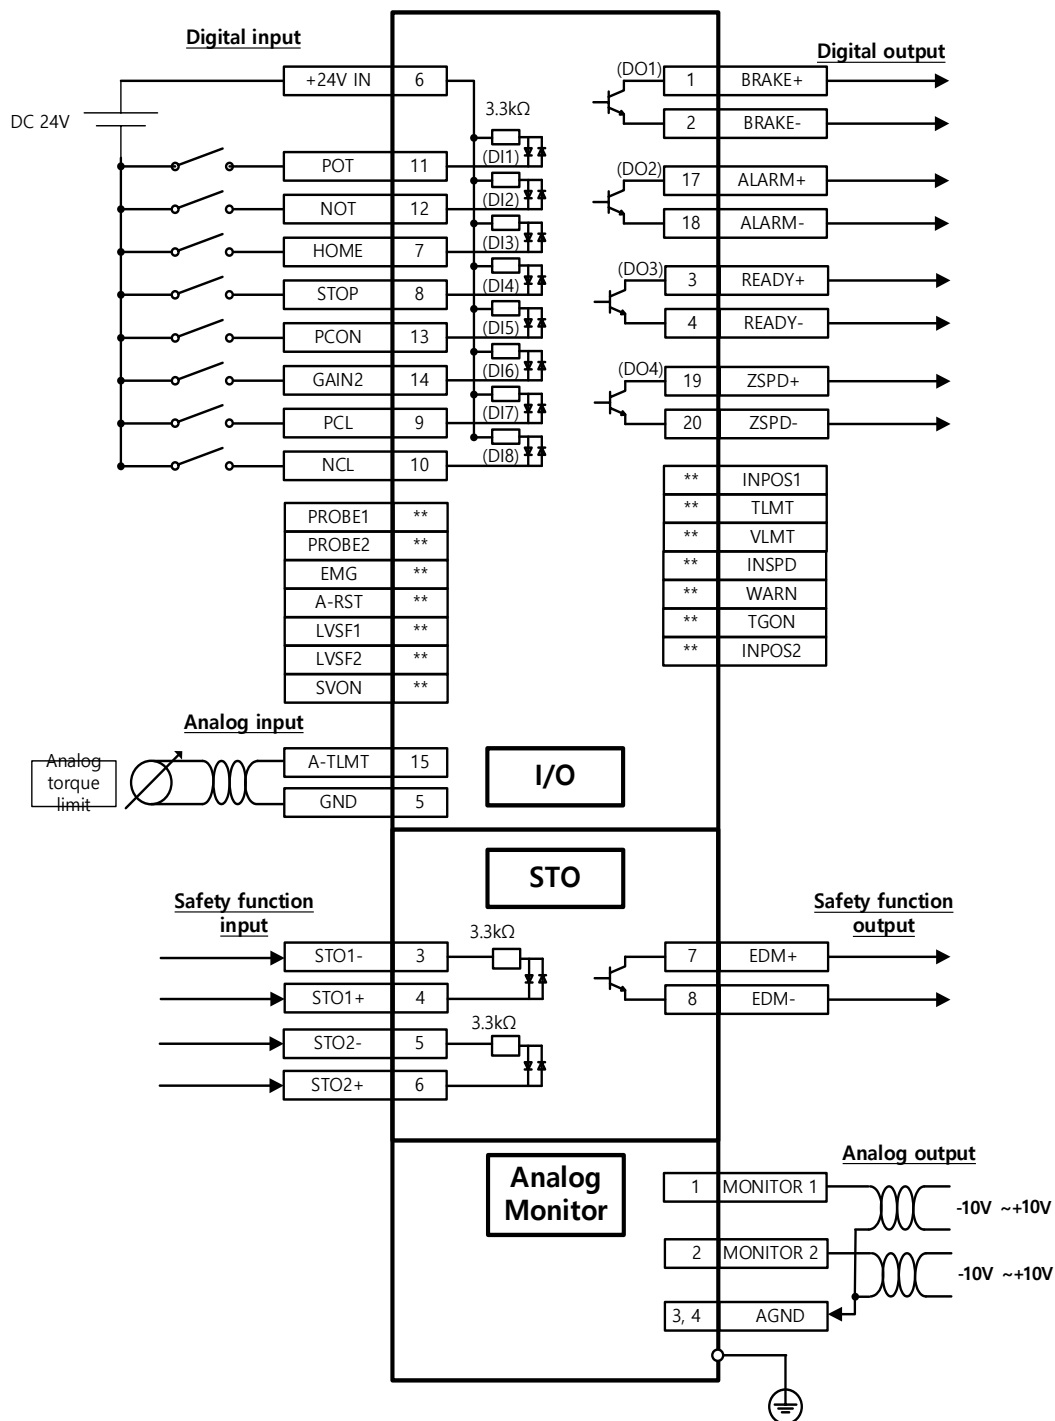 Digital input
Digital output
+24V IN 6
(DO1) 1 BRAKE+
DC 24V
3.3kΩ
2 BRAKE-
(DI1)
POT 11
(DO2) 17 ALARM+
(DI2)
NOT 12
18 ALARM-
(DI3)
HOME 7
(DO3) 3 READY+
(DI4)
STOP 8
4 READY-
(DI5)
PCON 13
(DI6)
GAIN2 14
(DO4) 19 ZSPD+
(DI7)
PCL 9
20 ZSPD-
(DI8)
NCL 10
** INPOS1
** TLMT
** VLMT
** INSPD
** WARN
** TGON
** INPOS2
PROBE1 **
PROBE2 **
EMG **
A-RST **
LVSF1 **
LVSF2 **
SVON **
Analog input
Analog
torque
limit
A-TLMT 15
GND 5
I/O
STO
Safety function
input
Safety function
output
3.3kΩ
STO1- 3
STO1+ 4
3.3kΩ
STO2- 5
STO2+ 6
7 EDM+
8 EDM-
Analog
Monitor
Analog output
1 MONITOR 1
-10V ~+10V
2 MONITOR 2
-10V ~+10V
3, 4 AGND